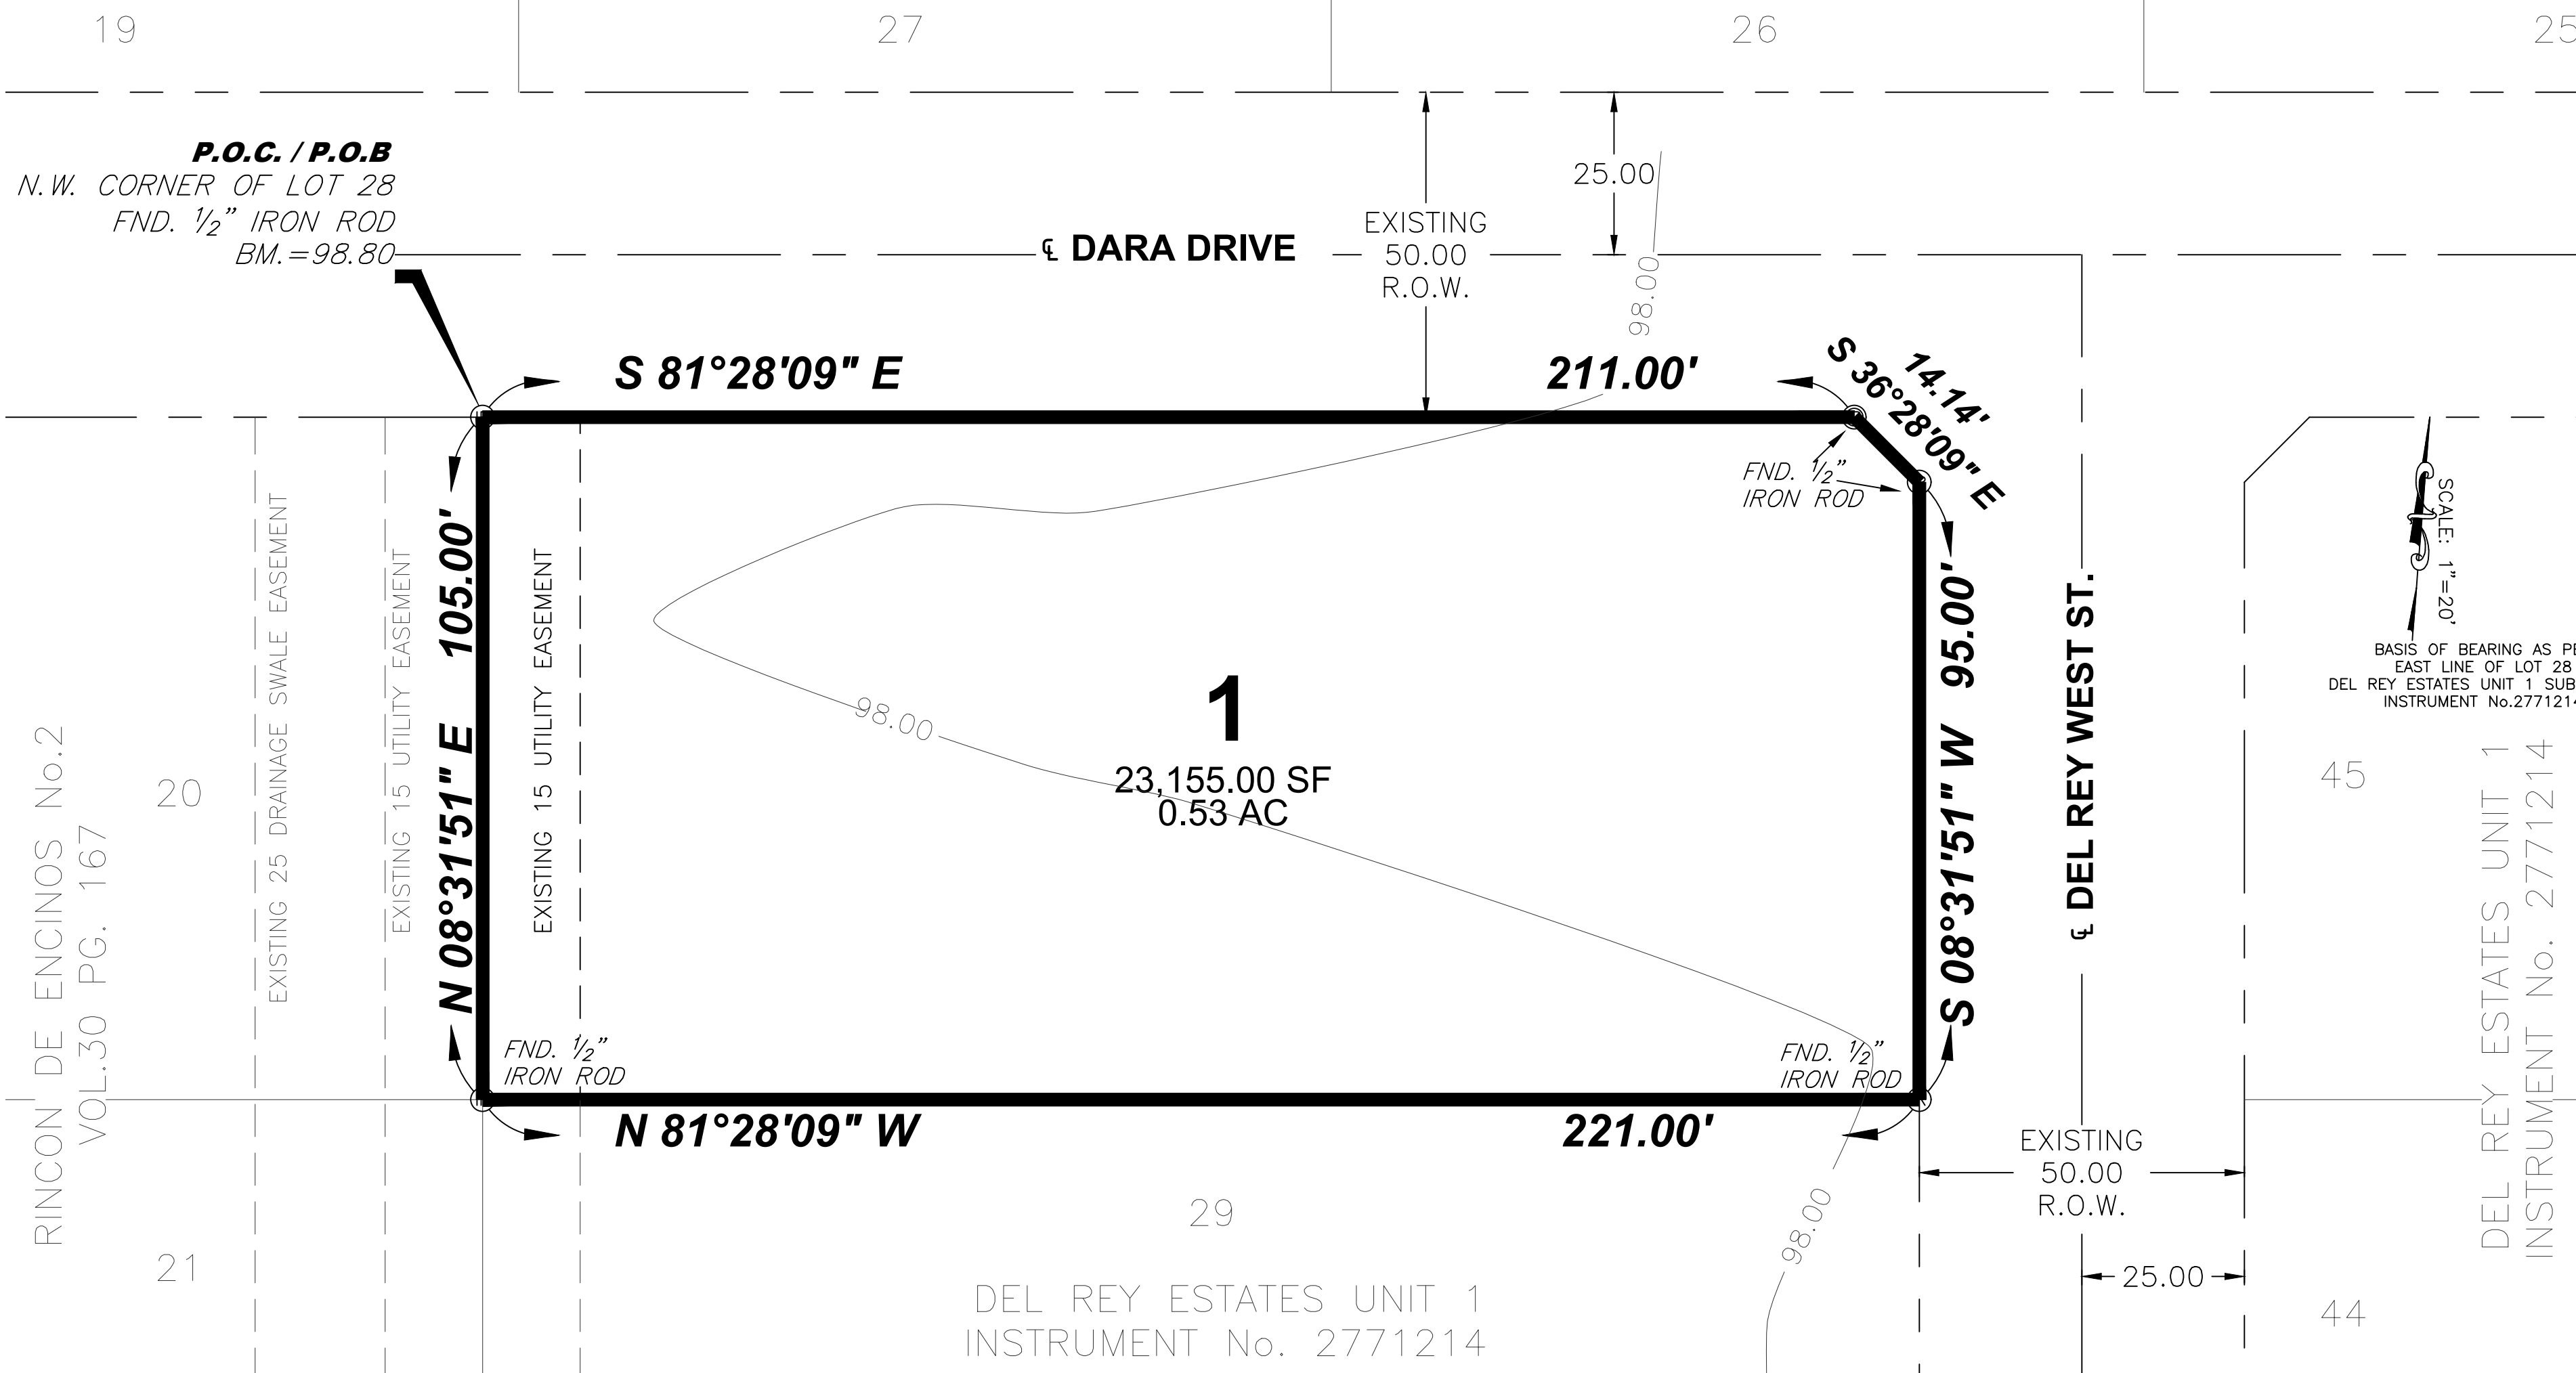 19
27
26
25
P.O.C. / P.O.B
N.W. CORNER OF LOT 28
FND. 1/2" IRON ROD
BM.=98.80
℄ DARA DRIVE
EXISTING
50.00
R.O.W.
25.00
98.00
S 81°28'09" E
211.00'
14.14'
S 36°28'09" E
FND. 1/2"
IRON ROD
N 08°31'51" E 105.00'
EXISTING 25 DRAINAGE SWALE EASEMENT
EXISTING 15 UTILITY EASEMENT
EXISTING 15 UTILITY EASEMENT
98.00
1
23,155.00 SF
0.53 AC
S 08°31'51" W 95.00'
℄ DEL REY WEST ST.
SCALE: 1"=20'
BASIS OF BEARING AS
EAST LINE OF LOT 28
DEL REY ESTATES UNIT 1
INSTRUMENT No.2771214
RINCON DE ENCINOS No.2
VOL.30 PG. 167
20
21
45
44
DEL REY ESTATES UNIT 1
INSTRUMENT No. 2771214
FND. 1/2"
IRON ROD
FND. 1/2"
IRON ROD
N 81°28'09" W
221.00'
EXISTING
50.00
R.O.W.
25.00
98.00
29
DEL REY ESTATES UNIT 1
INSTRUMENT No. 2771214